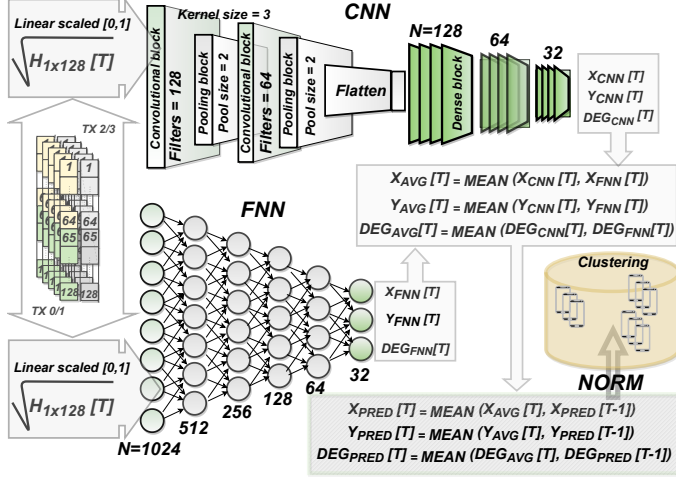 Linear scaled [0,1]
√H1x128 [T]
Kernel size = 3
CNN
Convolutional block
Filters = 128
Pooling block
Pool size = 2
Convolutional block
Filters = 64
Pooling block
Pool size = 2
Flatten
N=128
Dense block
64
32
XCNN [T]
YCNN [T]
DEGCNN [T]
TX 2/3
1
1
64
64
65
65
128
128
TX 0/1
FNN
XAVG [T] = MEAN (XCNN [T], XFNN [T])
YAVG [T] = MEAN (YCNN [T], YFNN [T])
DEGAVG[T] = MEAN (DEGCNN[T], DEGFNN[T])
XFNN [T]
YFNN [T]
DEGFNN[T]
Clustering
NORM
Linear scaled [0,1]
√H1x128 [T]
N=1024
512
256
128
64
32
XPRED [T] = MEAN (XAVG [T], XPRED [T-1])
YPRED [T] = MEAN (YAVG [T], YPRED [T-1])
DEGPRED [T] = MEAN (DEGAVG [T], DEGPRED [T-1])